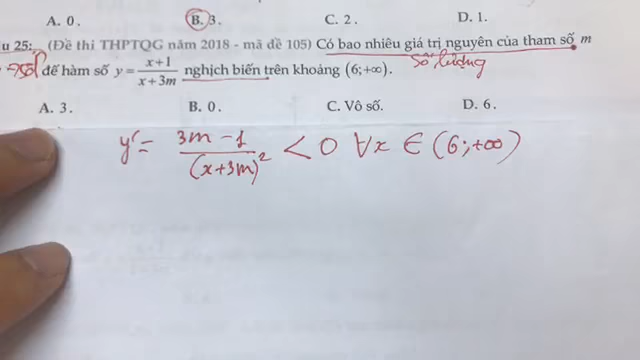 A. 0. B. 3. C. 2. D. 1.
u 25: (Đề thi THPTQG năm 2018 - mã đề 105) Có bao nhiêu giá trị nguyên của tham số m
để hàm số y = (x+1)/(x+3m) nghịch biến trên khoảng (6;+∞).
số lượng
A. 3. B. 0. C. Vô số. D. 6.
y' = (3m - 1)/(x+3m)² < 0 ∀x ∈ (6;+∞)